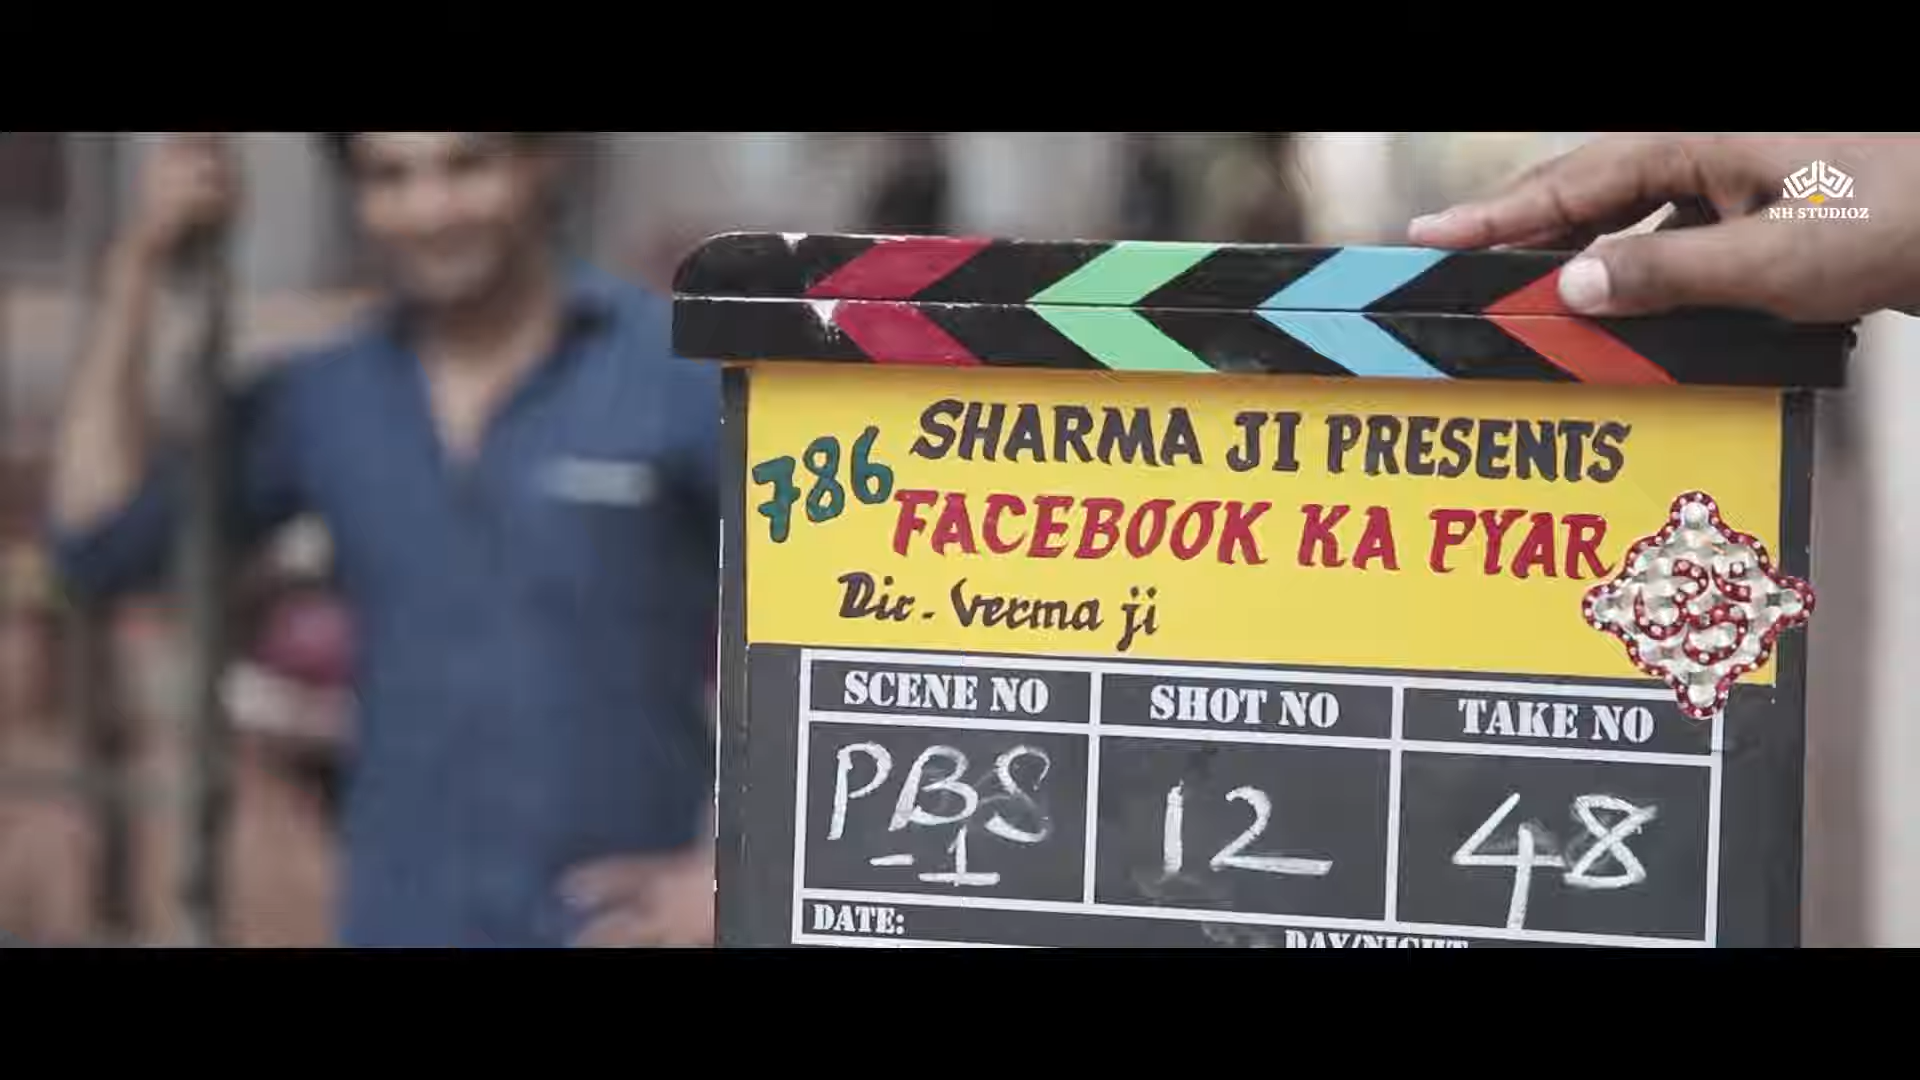 NH STUDIOZ
SHARMA JI PRESENTS
786
FACEBOOK KA PYAR
Dir. Verma ji
ॐ
SCENE NO SHOT NO TAKE NO
PBS 12 48
-1
DATE:
DAY/NIGHT